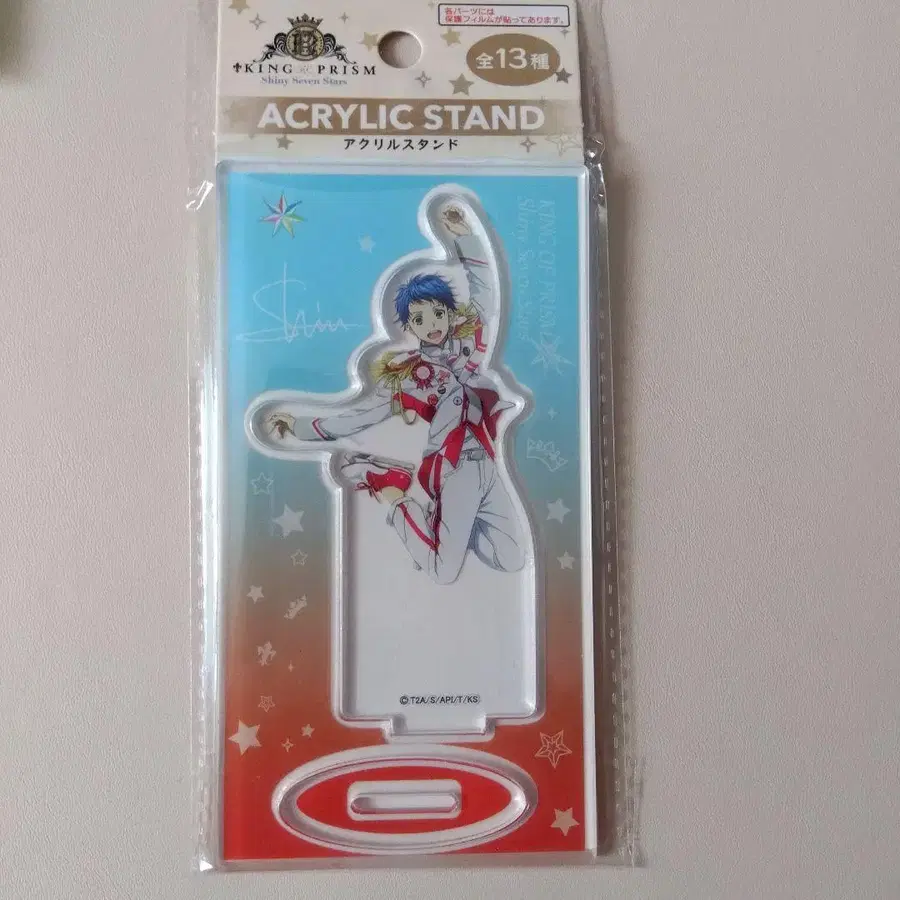 各パーツには
保護フィルムが貼ってあります。
KING OF PRISM
Shiny Seven Stars
全13種
ACRYLIC STAND
アクリルスタンド
KING OF PRISM
Shiny Seven Stars
Shin
©T2A/S/API/T/KS